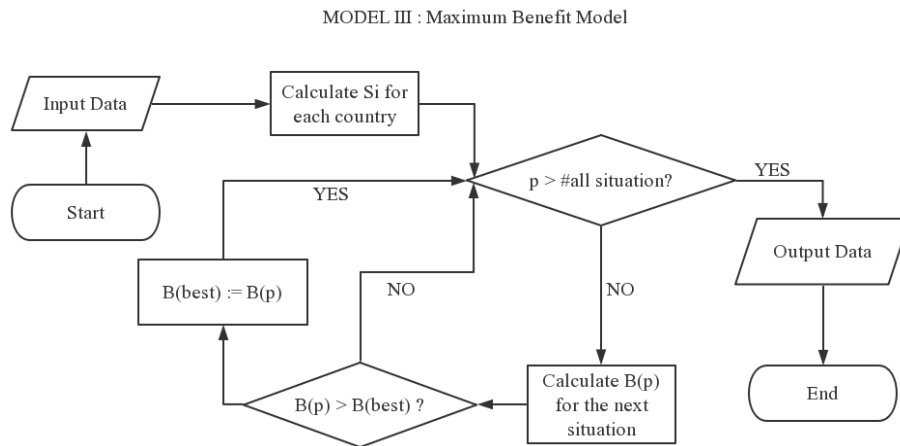 MODEL III : Maximum Benefit Model
Input Data
Calculate Si for
each country
p > #all situation?
YES
YES
Start
Output Data
B(best) := B(p)
NO
NO
B(p) > B(best) ?
Calculate B(p)
for the next
situation
End